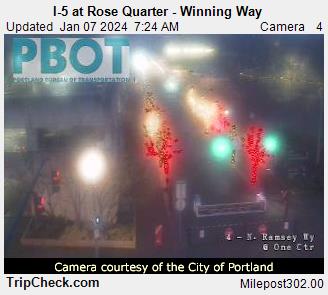 I-5 at Rose Quarter - Winning Way
Updated Jan 07 2024 7:24 AM Camera 4
PBOT
PORTLAND BUREAU OF TRANSPORTATION
4 - N. Ramsey Wy
@ One Ctr
Camera courtesy of the City of Portland
TripCheck.com Milepost302.00